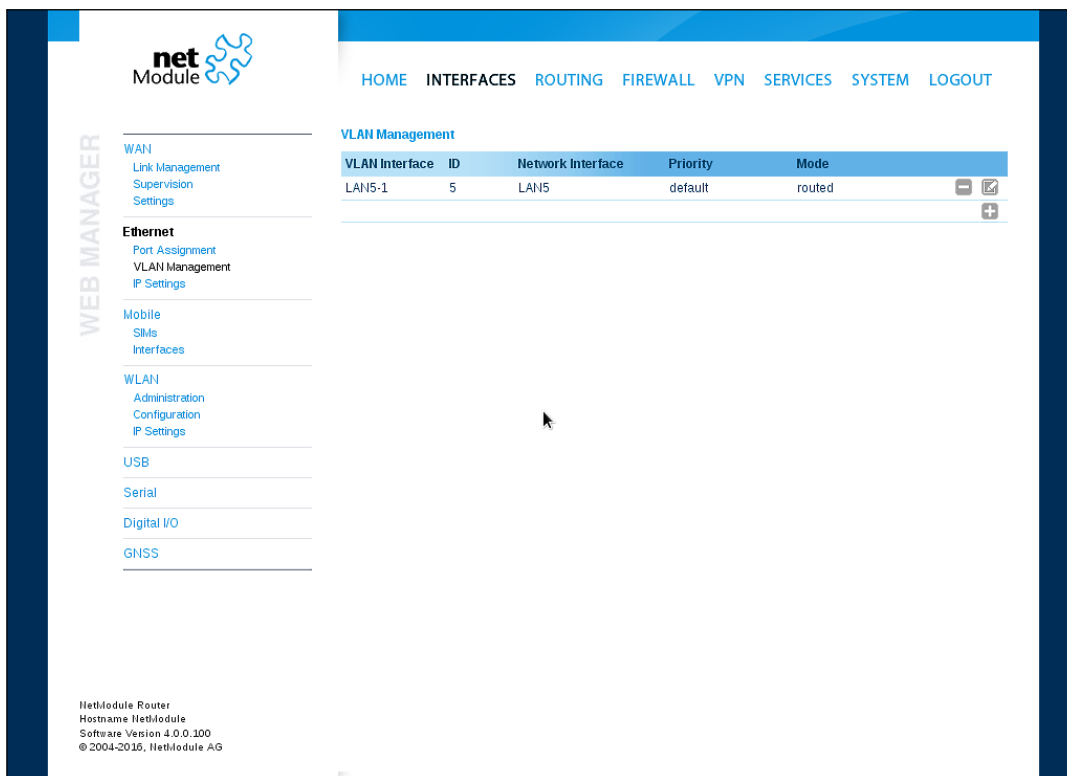 net
Module
HOME INTERFACES ROUTING FIREWALL VPN SERVICES SYSTEM LOGOUT
WEB MANAGER
WAN
Link Management
Supervision
Settings
Ethernet
Port Assignment
VLAN Management
IP Settings
Mobile
SIMs
Interfaces
WLAN
Administration
Configuration
IP Settings
USB
Serial
Digital I/O
GNSS
VLAN Management
VLAN Interface ID Network Interface Priority Mode
LAN5-1 5 LAN5 default routed
NetModule Router
Hostname NetModule
Software Version 4.0.0.100
© 2004-2016, NetModule AG